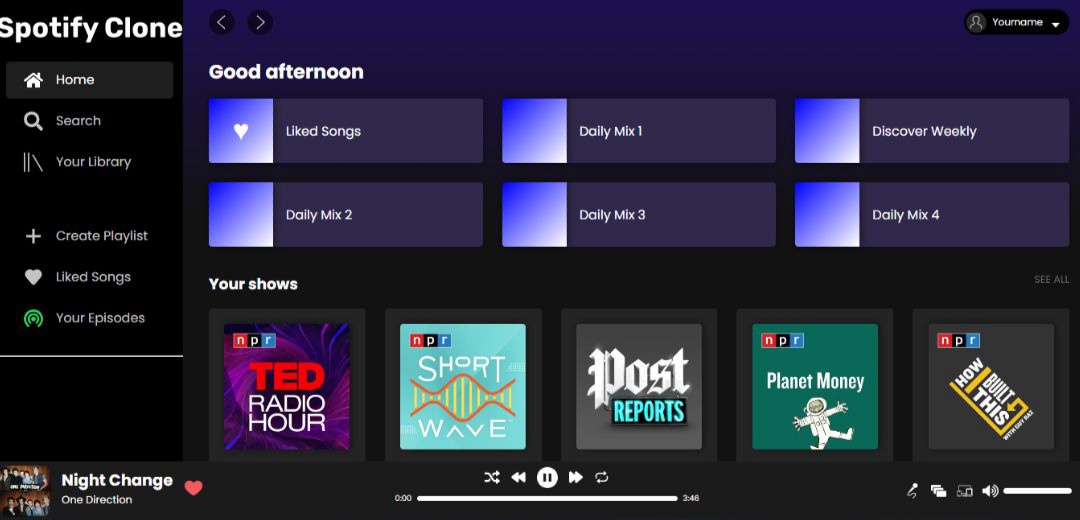 Spotify Clone
Home
Search
Your Library
Create Playlist
Liked Songs
Your Episodes
Yourname
Good afternoon
Liked Songs
Daily Mix 1
Discover Weekly
Daily Mix 2
Daily Mix 3
Daily Mix 4
Your shows
SEE ALL
npr
TED
RADIO
HOUR
npr
SHORT
WAVE
Post
REPORTS
npr
Planet Money
npr
HOW
BUILT
THIS
WITH GUY RAZ
ONE DIRECTION
Night Change
One Direction
0:00
3:46